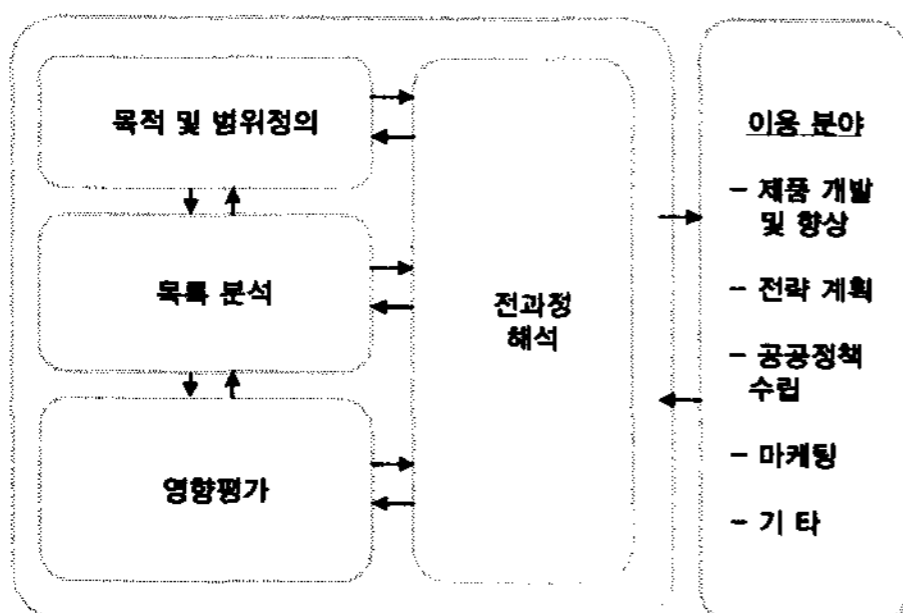 목적 및 범위정의
목록 분석
영향평가
전과정
해석
이용 분야
- 제품 개발
및 향상
- 전략 계획
- 공공정책
수립
- 마케팅
- 기 타